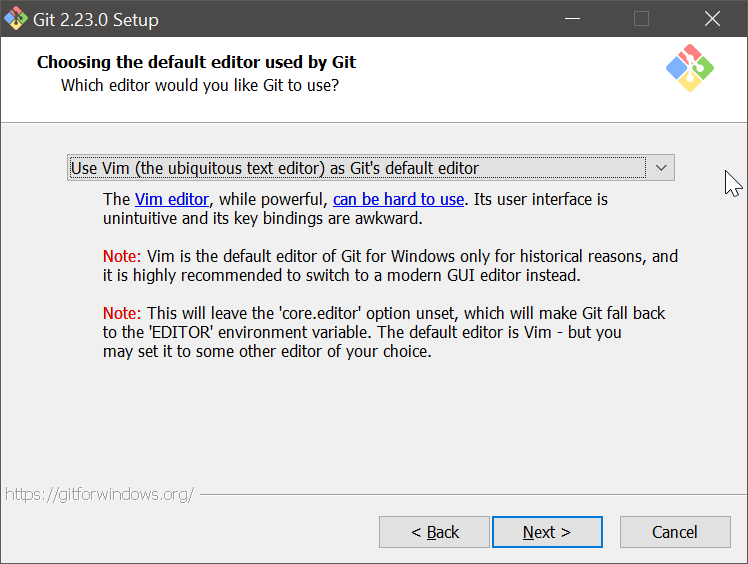 Git 2.23.0 Setup
Choosing the default editor used by Git
Which editor would you like Git to use?
Use Vim (the ubiquitous text editor) as Git's default editor
The Vim editor, while powerful, can be hard to use. Its user interface is
unintuitive and its key bindings are awkward.
Note: Vim is the default editor of Git for Windows only for historical reasons, and
it is highly recommended to switch to a modern GUI editor instead.
Note: This will leave the 'core.editor' option unset, which will make Git fall back
to the 'EDITOR' environment variable. The default editor is Vim - but you
may set it to some other editor of your choice.
https://gitforwindows.org/
< Back
Next >
Cancel